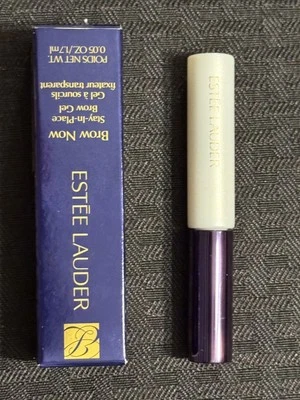 ESTĒE LAUDER
Brow Now
Stay-In-Place
Brow Gel
Gel à sourcils
fixateur transparent
POIDS NET WT.
0.05 OZ./1.7 ml
ESTĒE LAUDER